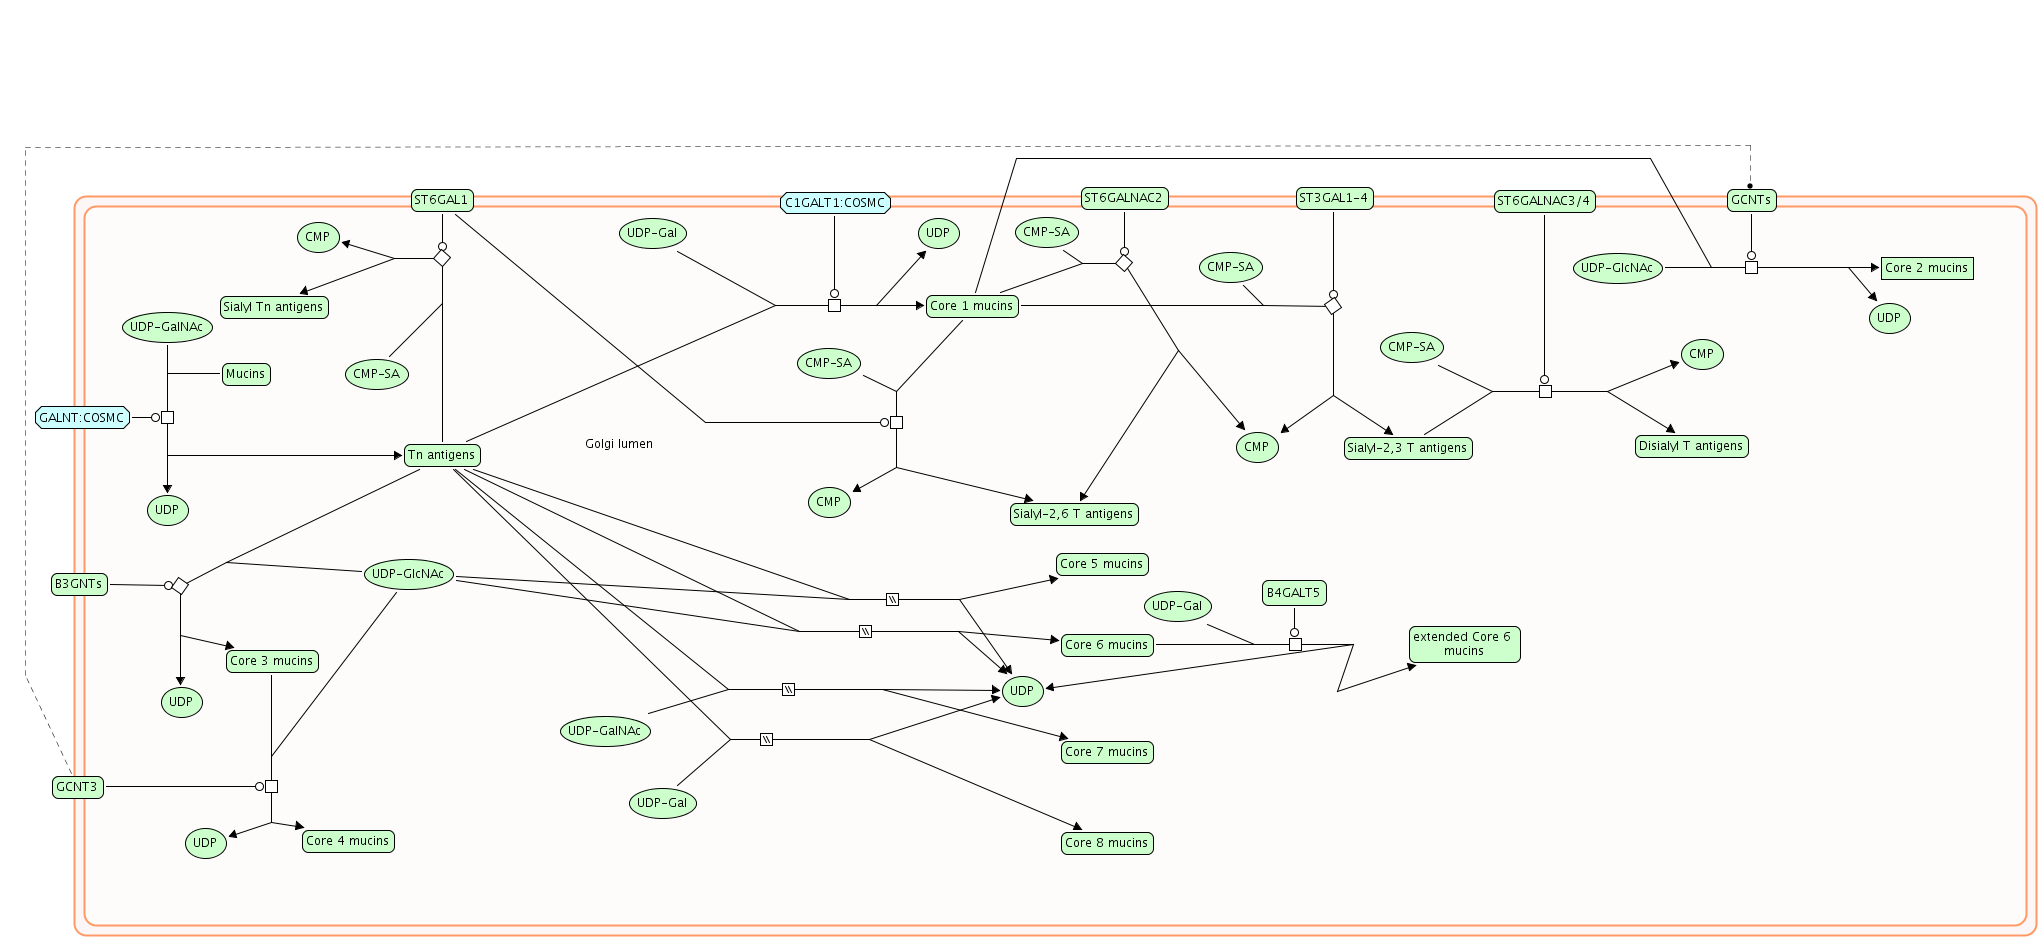 ST6GAL1
C1GALT1:COSMC
ST6GALNAC2
ST3GAL1-4
ST6GALNAC3/4
GCNTs
CMP
UDP-Gal
UDP
CMP-SA
CMP-SA
UDP-GlcNAc
Core 2 mucins
Sialyl Tn antigens
Core 1 mucins
UDP
UDP-GalNAc
Mucins
CMP-SA
CMP-SA
CMP-SA
CMP
GALNT:COSMC
Golgi lumen
CMP
Sialyl-2,3 T antigens
Disialyl T antigens
Tn antigens
UDP
CMP
Sialyl-2,6 T antigens
B3GNTs
UDP-GlcNAc
Core 5 mucins
UDP-Gal
B4GALT5
Core 6 mucins
extended Core 6
mucins
Core 3 mucins
UDP
UDP
UDP-GalNAc
Core 7 mucins
GCNT3
UDP-Gal
UDP
Core 4 mucins
Core 8 mucins